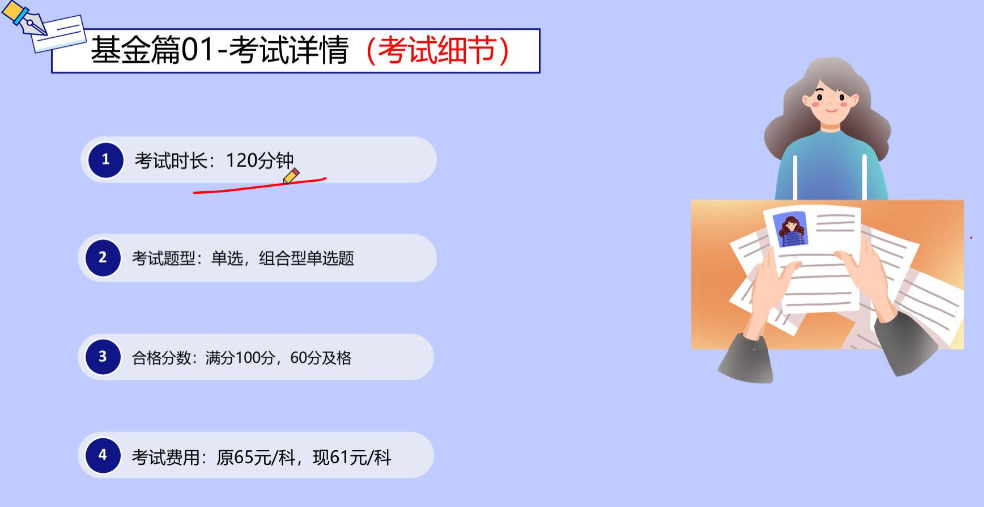 基金篇01-考试详情（考试细节）
1 考试时长：120分钟
2 考试题型：单选，组合型单选题
3 合格分数：满分100分，60分及格
4 考试费用：原65元/科，现61元/科